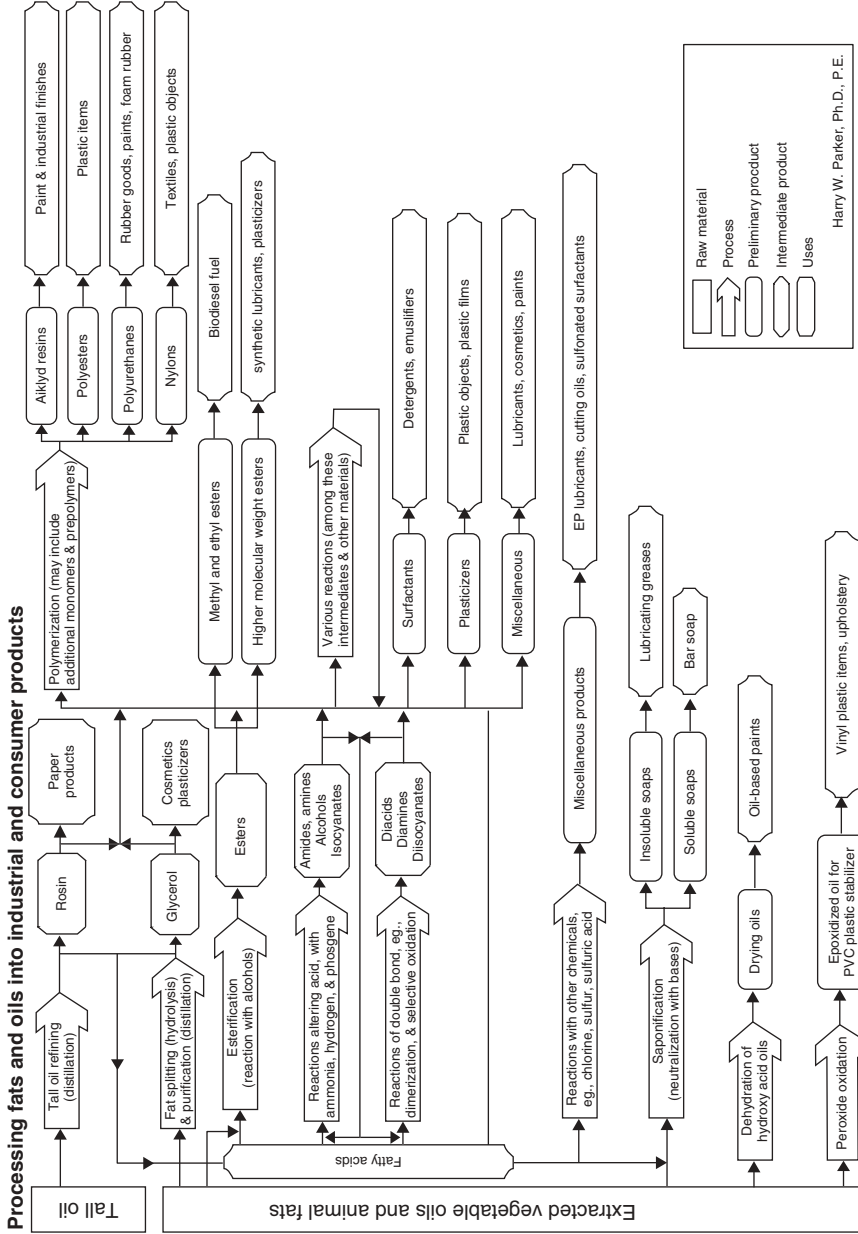 Processing fats and oils into industrial and consumer products
Tall oil
Extracted vegetable oils and animal fats
Tall oil refining
(distillation)
Fat splitting (hydrolysis)
& purification (distillation)
Esterification
(reaction with alcohols)
Fatty acids
Reactions altering acid, with
ammonia, hydrogen, & phosgene
Reactions of double bond, eg.,
dimerization, & selective oxidation
Reactions with other chemicals,
eg., chlorine, sulfur, sulfuric acid
Saponification
(neutralization with bases)
Dehydration of
hydroxy acid oils
Peroxide oxidation
Rosin
Glycerol
Esters
Amides, amines
Alcohols
Isocyanates
Diacids
Diamines
Diisocyanates
Paper
products
Cosmetics
plasticizers
Polymerization (may include
additional monomers & prepolymers)
Methyl and ethyl esters
Higher molecular weight esters
Various reactions (among these
intermediates & other materials)
Surfactants
Plasticizers
Miscellaneous
Miscellaneous products
Insoluble soaps
Soluble soaps
Drying oils
Epoxidized oil for
PVC plastic stabilizer
Aiklyd resins
Polyesters
Polyurethanes
Nylons
Paint & industrial finishes
Plastic items
Rubber goods, paints, foam rubber
Textiles, plastic objects
Biodiesel fuel
synthetic lubricants, plasticizers
Detergents, emuslifiers
Plastic objects, plastic films
Lubricants, cosmetics, paints
EP lubricants, cutting oils, sulfonated surfactants
Lubricating greases
Bar soap
Oil-based paints
Vinyl plastic items, upholstery
Raw material
Process
Preliminary procduct
Intermediate product
Uses
Harry W. Parker, Ph.D., P.E.